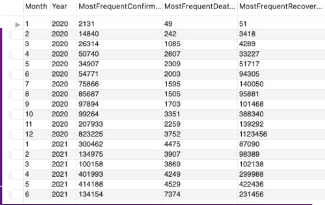 Month Year MostFrequentConfirm... MostFrequentDeat... MostFrequentRecover...
1 2020 2131 49 51
2 2020 14840 242 3418
3 2020 26314 1085 4289
4 2020 50740 2607 33227
5 2020 34907 2309 51717
6 2020 54771 2003 94305
7 2020 75866 1595 140050
8 2020 85687 1505 95881
9 2020 97894 1703 101468
10 2020 99264 3351 388340
11 2020 207933 2259 139292
12 2020 823225 3752 1123456
1 2021 300462 4475 87090
2 2021 134975 3907 98389
3 2021 100158 3869 102138
4 2021 401993 4249 299988
5 2021 414188 4529 422436
6 2021 134154 7374 231456